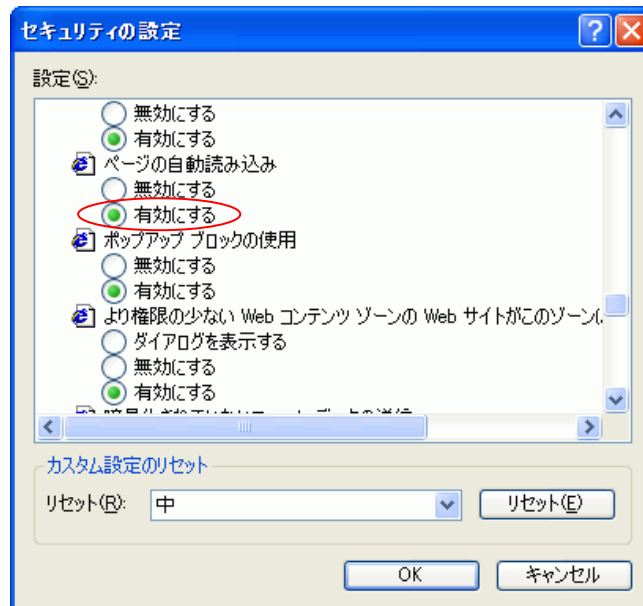 セキュリティの設定
設定(S):
無効にする
有効にする
ページの自動読み込み
無効にする
有効にする
ポップアップ ブロックの使用
無効にする
有効にする
より権限の少ない Web コンテンツ ゾーンの Web サイトがこのゾーン
ダイアログを表示する
無効にする
有効にする
カスタム設定のリセット
リセット(R): 中 リセット(E)
OK キャンセル